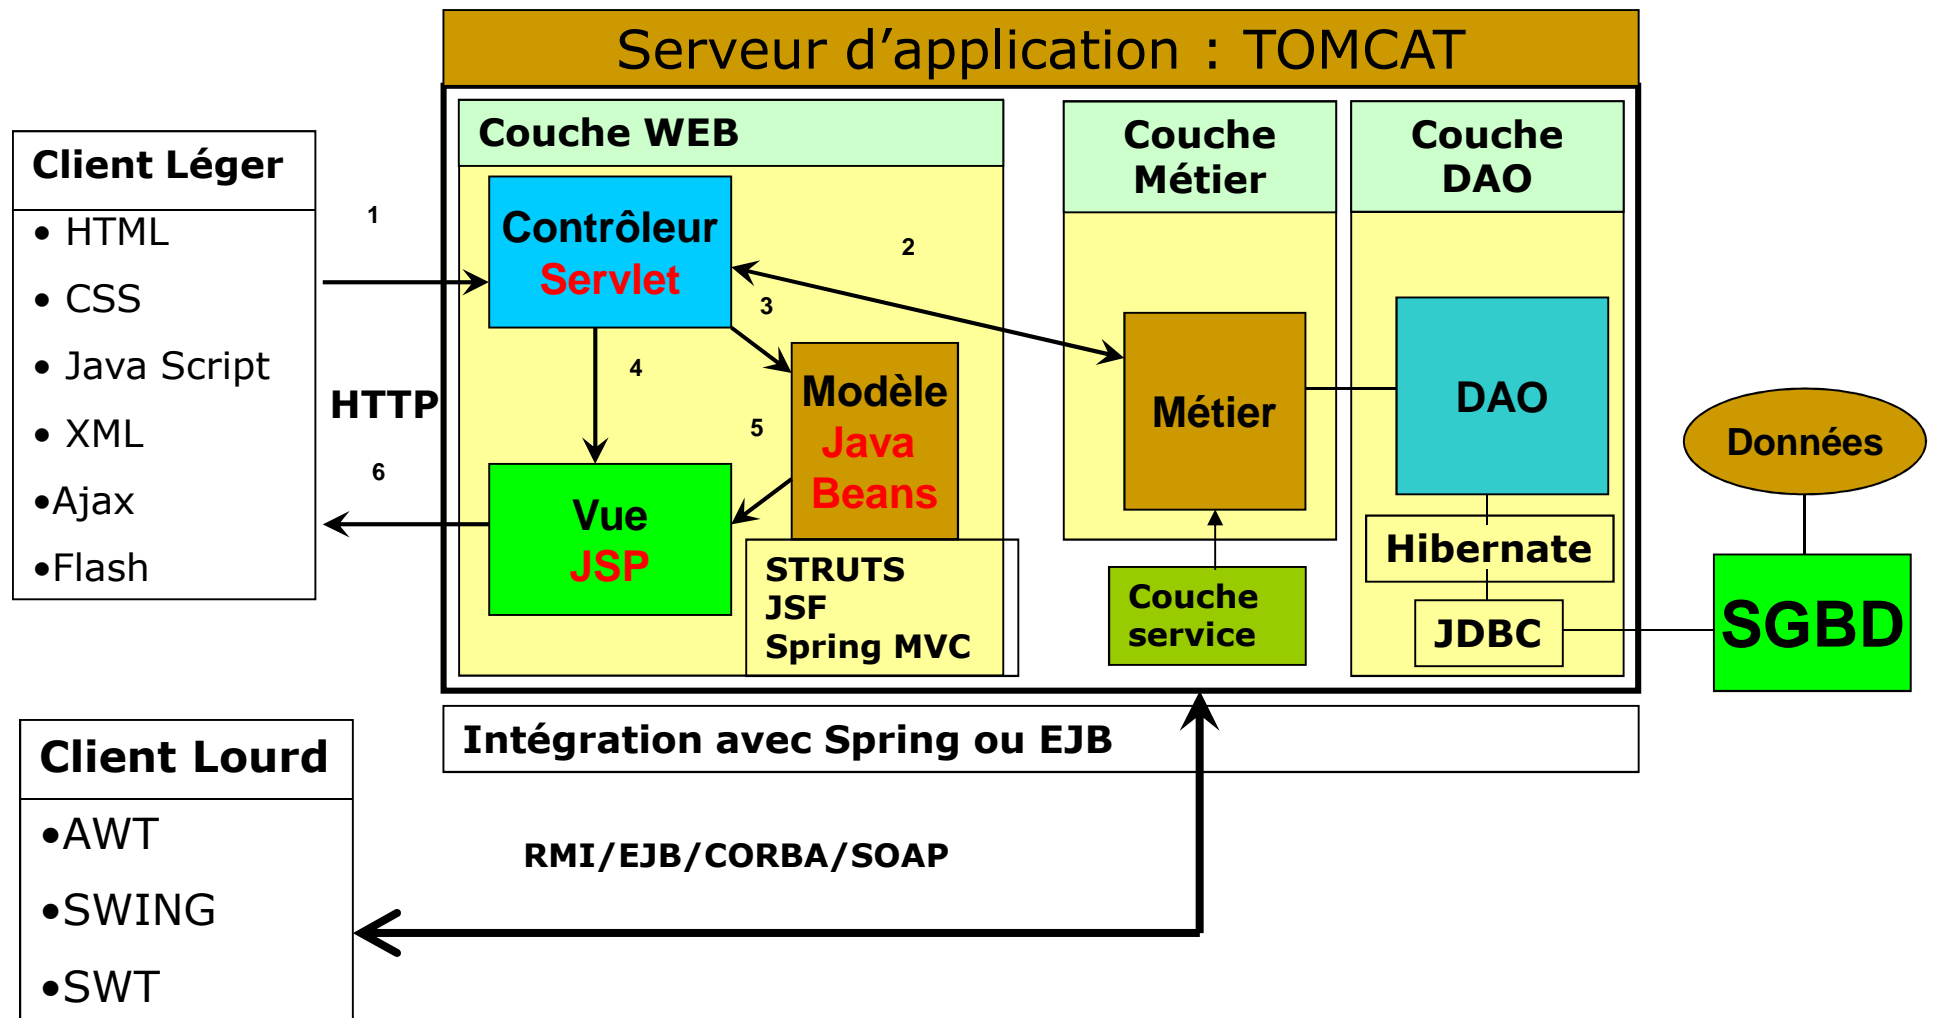 Serveur d’application : TOMCAT
Client Léger
• HTML
• CSS
• Java Script
• XML
•Ajax
•Flash
1
HTTP
6
Couche WEB
Contrôleur
Servlet
2
3
4
5
Modèle
Java
Beans
Vue
JSP
STRUTS
JSF
Spring MVC
Couche
Métier
Métier
Couche
service
Couche
DAO
DAO
Hibernate
JDBC
Données
SGBD
Intégration avec Spring ou EJB
Client Lourd
•AWT
•SWING
•SWT
RMI/EJB/CORBA/SOAP